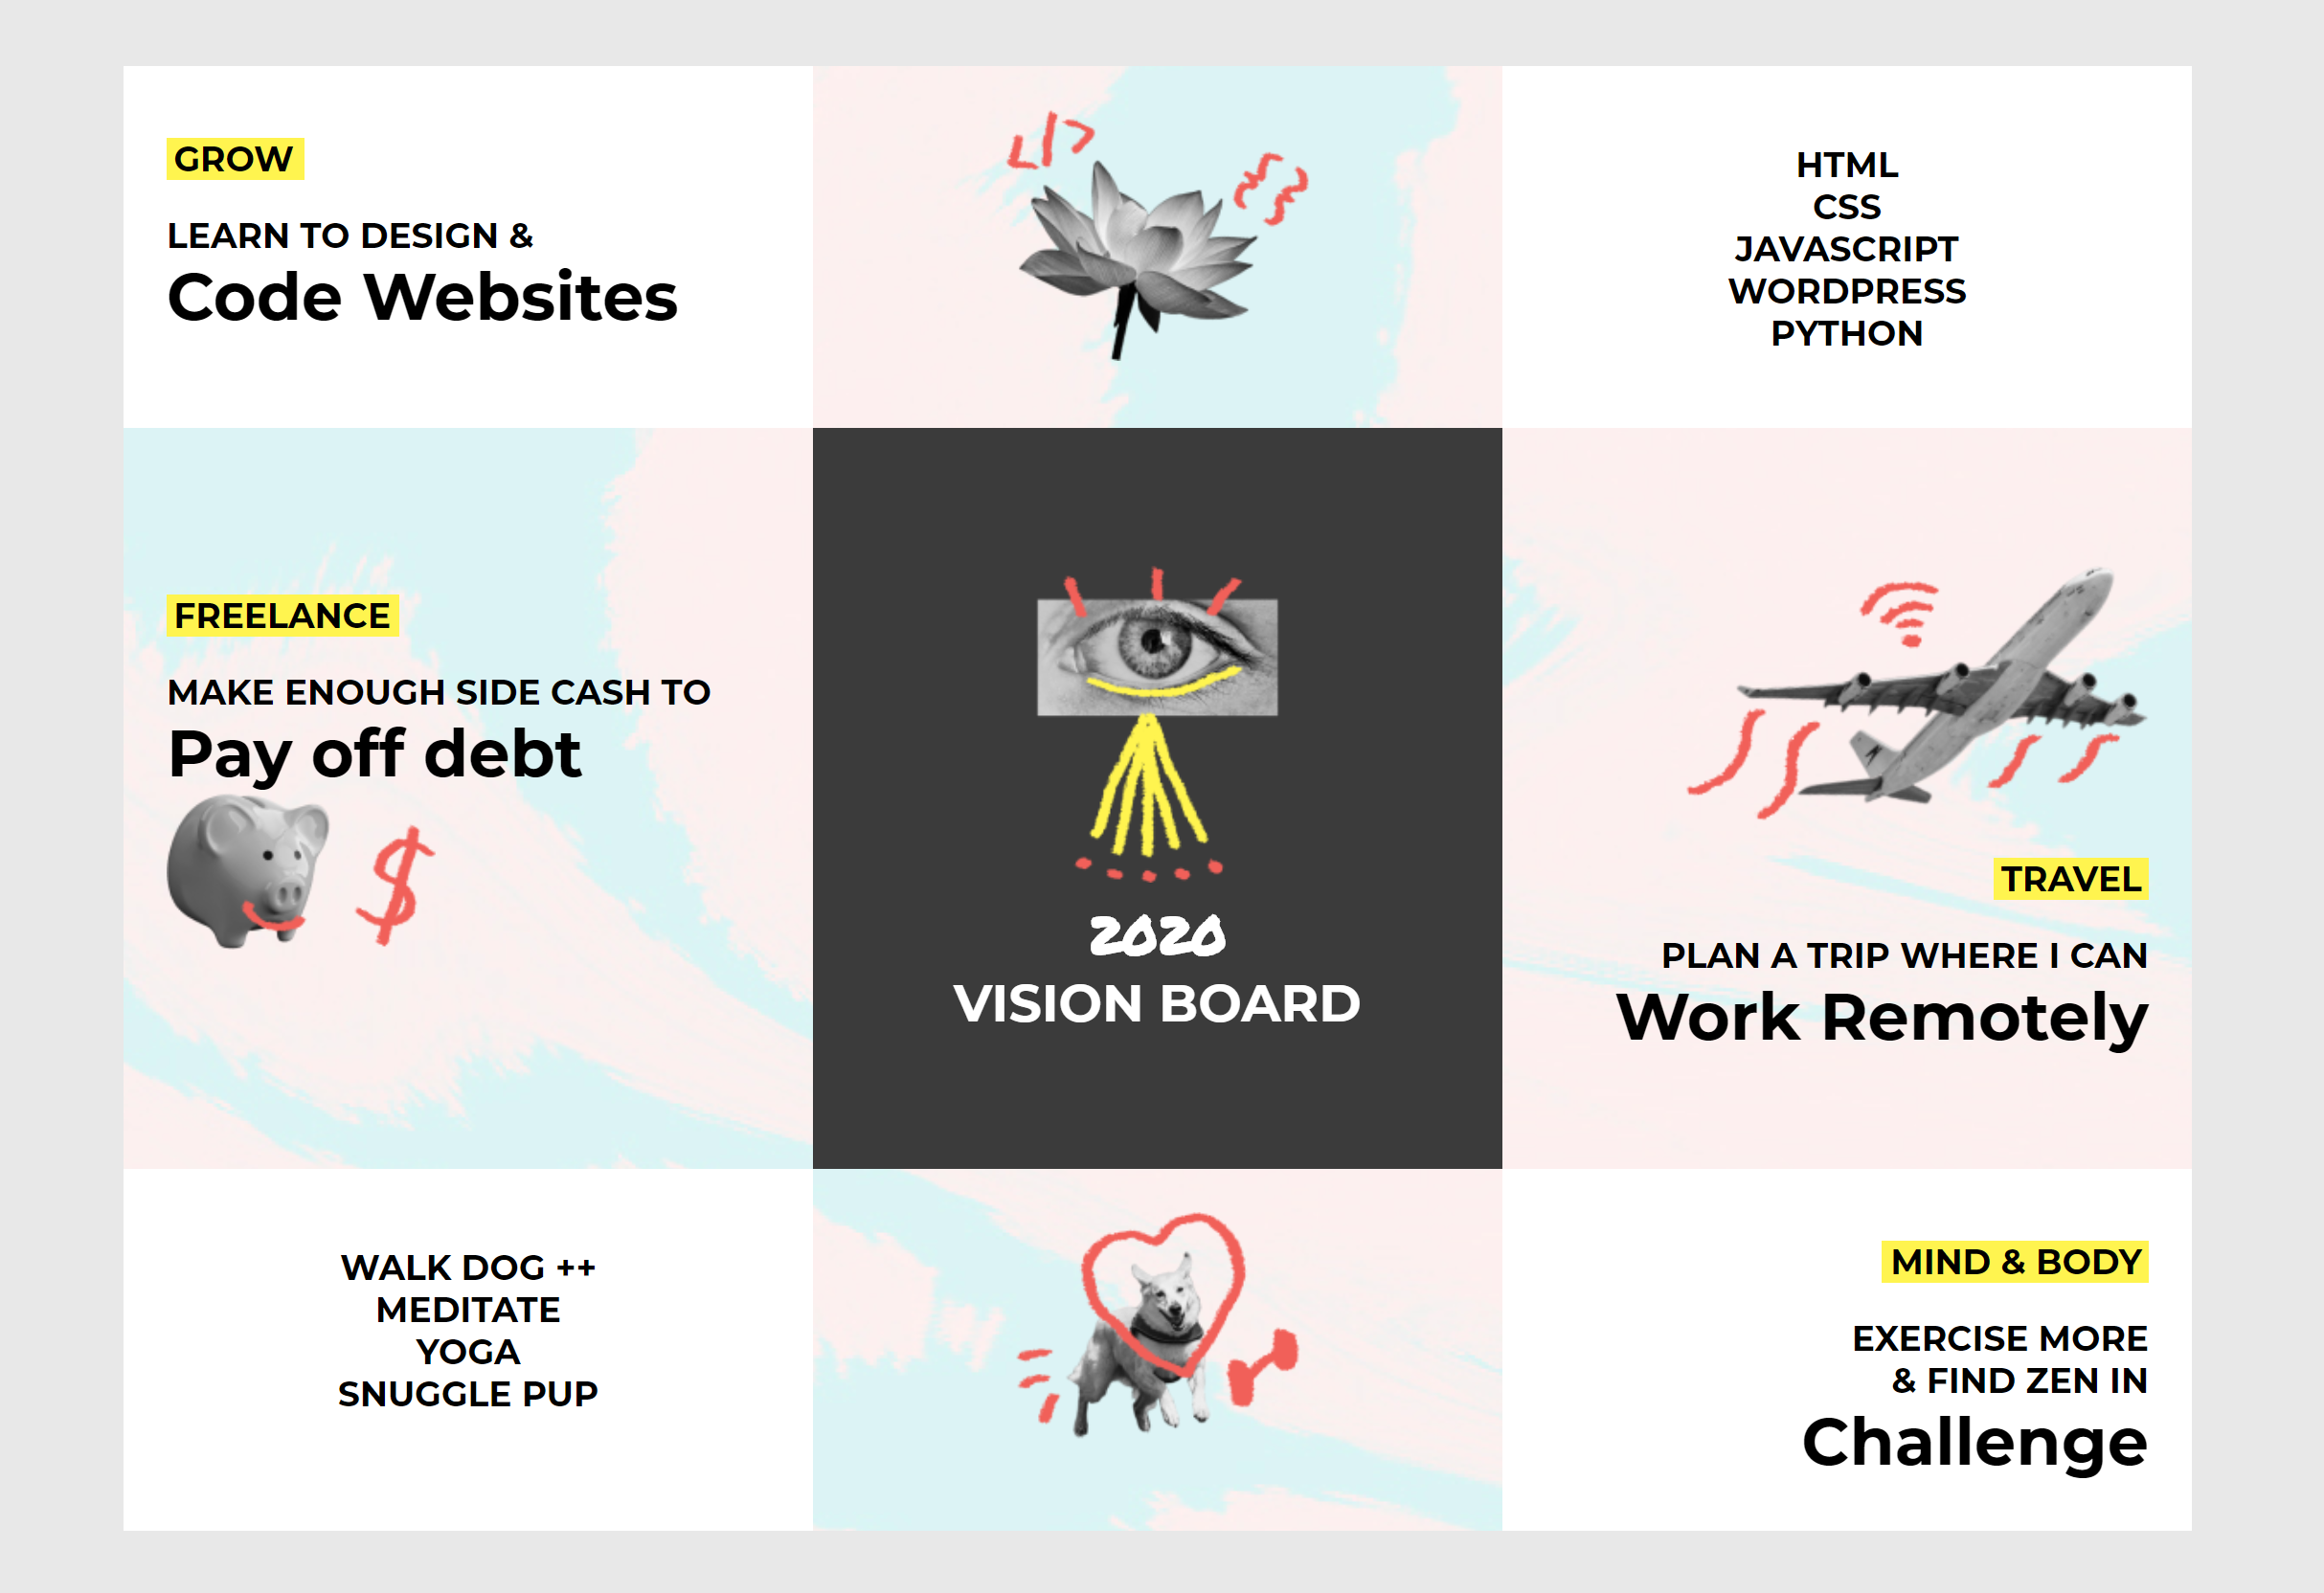 GROW
LEARN TO DESIGN &
Code Websites
</>
{}
HTML
CSS
JAVASCRIPT
WORDPRESS
PYTHON
FREELANCE
MAKE ENOUGH SIDE CASH TO
Pay off debt
$
2020
VISION BOARD
TRAVEL
PLAN A TRIP WHERE I CAN
Work Remotely
WALK DOG ++
MEDITATE
YOGA
SNUGGLE PUP
MIND & BODY
EXERCISE MORE
& FIND ZEN IN
Challenge